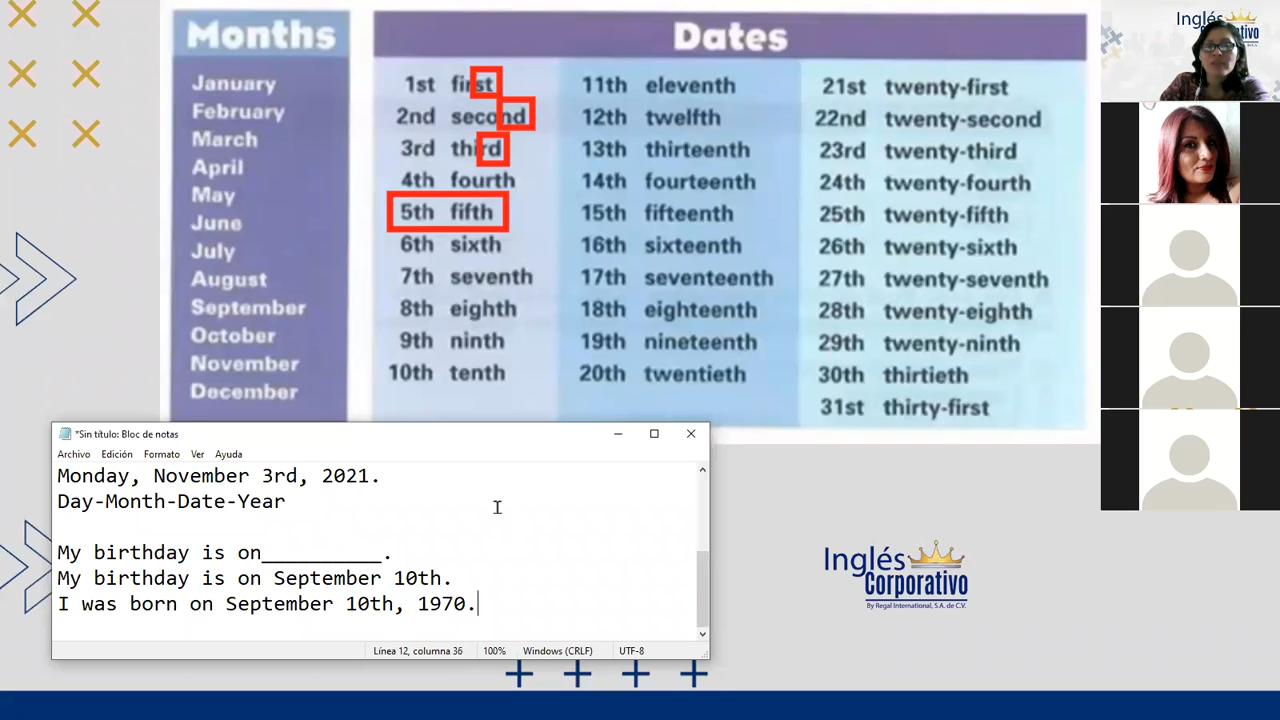 Months
Dates
January
February
March
April
May
June
July
August
September
October
November
December
1st first
2nd second
3rd third
4th fourth
5th fifth
6th sixth
7th seventh
8th eighth
9th ninth
10th tenth
11th eleventh
12th twelfth
13th thirteenth
14th fourteenth
15th fifteenth
16th sixteenth
17th seventeenth
18th eighteenth
19th nineteenth
20th twentieth
21st twenty-first
22nd twenty-second
23rd twenty-third
24th twenty-fourth
25th twenty-fifth
26th twenty-sixth
27th twenty-seventh
28th twenty-eighth
29th twenty-ninth
30th thirtieth
31st thirty-first
Inglés
*Sin título: Bloc de notas
Archivo Edición Formato Ver Ayuda
Monday, November 3rd, 2021.
Day-Month-Date-Year
My birthday is on__________.
My birthday is on September 10th.
I was born on September 10th, 1970.
Línea 12, columna 36 100% Windows (CRLF) UTF-8
Inglés
Corporativo
By Regal International, S.A. de C.V.